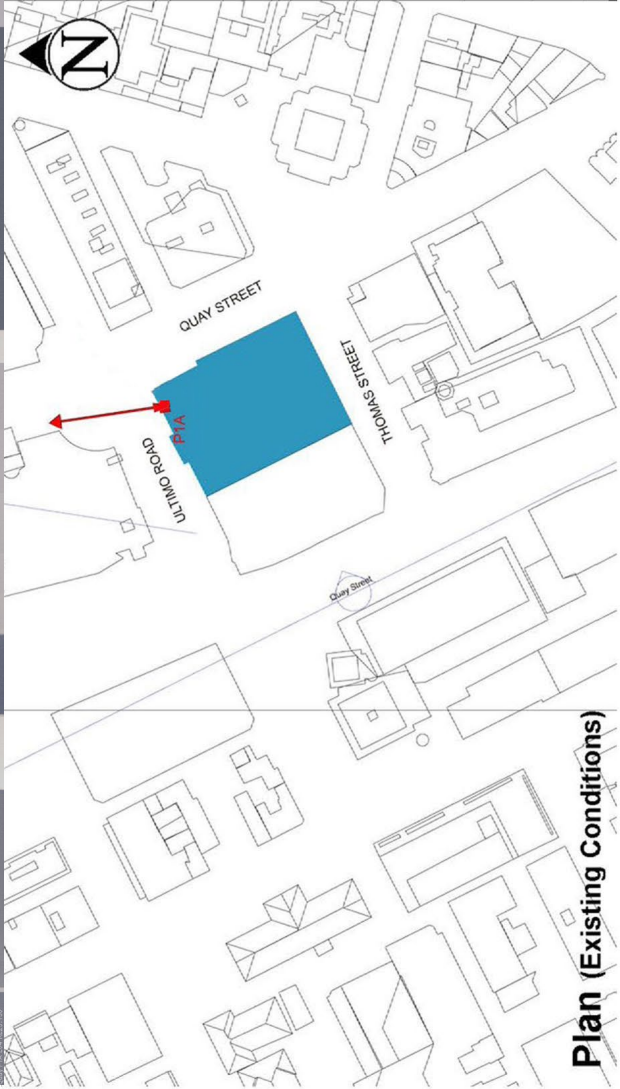 N
QUAY STREET
THOMAS STREET
P1A
ULTIMO ROAD
Quay Street
Plan (Existing Conditions)